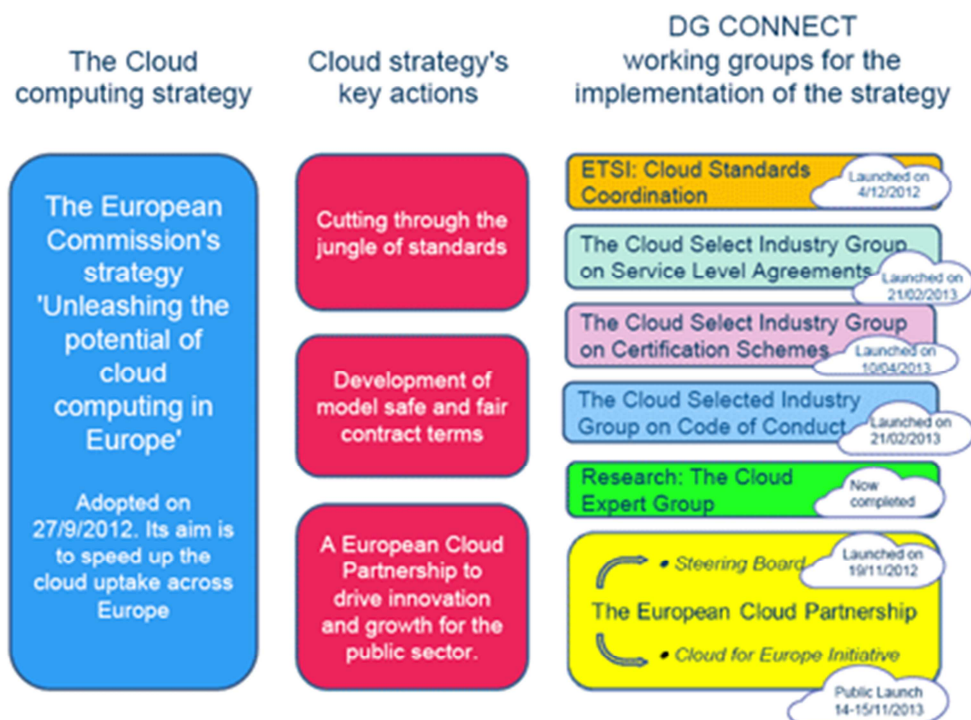 The Cloud
computing strategy
Cloud strategy's
key actions
DG CONNECT
working groups for the
implementation of the strategy
The European
Commission's
strategy
'Unleashing the
potential of
cloud
computing in
Europe'
Adopted on
27/9/2012. Its aim is
to speed up the
cloud uptake across
Europe
Cutting through the
jungle of standards
Development of
model safe and fair
contract terms
A European Cloud
Partnership to
drive innovation
and growth for the
public sector.
ETSI: Cloud Standards
Coordination
Launched on
4/12/2012
The Cloud Select Industry Group
on Service Level Agreements
Launched on
21/02/2013
The Cloud Select Industry Group
on Certification Schemes
Launched on
10/04/2013
The Cloud Selected Industry
Group on Code of Conduct
Launched on
21/02/2013
Research: The Cloud
Expert Group
Now
completed
• Steering Board
Launched on
19/11/2012
The European Cloud Partnership
• Cloud for Europe Initiative
Public Launch
14-15/11/2013